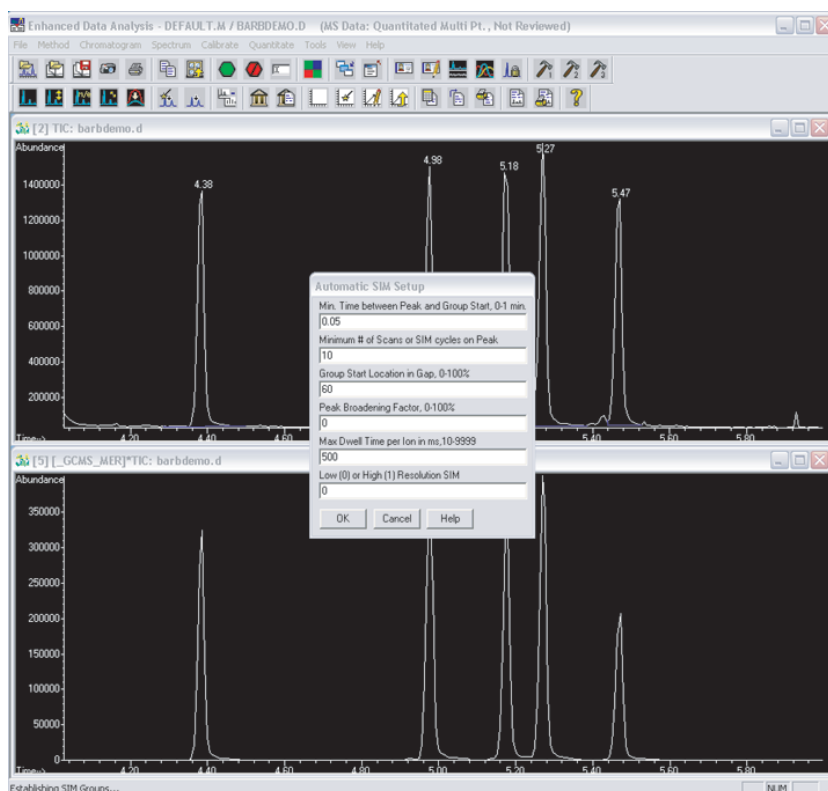 Enhanced Data Analysis - DEFAULT.M / BARBDEMO.D (MS Data: Quantitated Multi Pt., Not Reviewed)
File Method Chromatogram Spectrum Calibrate Quantitate Tools View Help
[2] TIC: barbdemo.d
Abundance
5.27
4.98
5.18
4.38
5.47
1400000
1200000
1000000
800000
600000
400000
200000
Time-->
4.20 4.40 4.60 5.40 5.60 5.80
Automatic SIM Setup
Min. Time between Peak and Group Start, 0-1 min.
0.05
Minimum # of Scans or SIM cycles on Peak
10
Group Start Location in Gap, 0-100%
60
Peak Broadening Factor, 0-100%
0
Max Dwell Time per Ion in ms,10-9999
500
Low (0) or High (1) Resolution SIM
0
OK Cancel Help
[5] [_GCMS_MER]*TIC: barbdemo.d
Abundance
350000
300000
250000
200000
150000
100000
50000
0
Time-->
4.20 4.40 4.60 4.80 5.00 5.20 5.40 5.60 5.80
Establishing SIM Groups... NUM